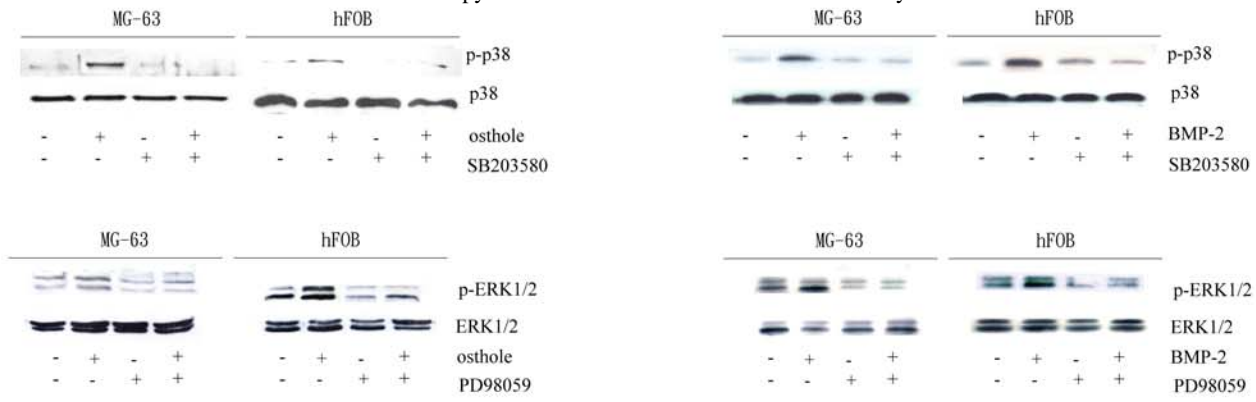 MG-63 hFOB
p-p38
p38
- + - + osthole
- - + + SB203580
MG-63 hFOB
p-p38
p38
- + - + - + - + BMP-2
- - + + - - + + SB203580
MG-63 hFOB
p-ERK1/2
ERK1/2
- + - + - + - + osthole
- - + + - - + + PD98059
MG-63 hFOB
p-ERK1/2
ERK1/2
- + - + - + - + BMP-2
- - + + - - + + PD98059